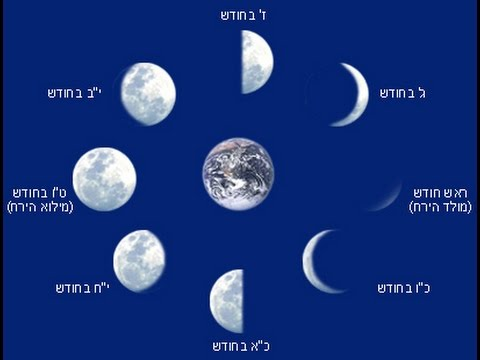 ז' בחודש
ג' בחודש
י"ב בחודש
ראש חודש
(מולד הירח)
ט"ו בחודש
(מילוא הירח)
כ"ו בחודש
י"ח בחודש
כ"א בחודש